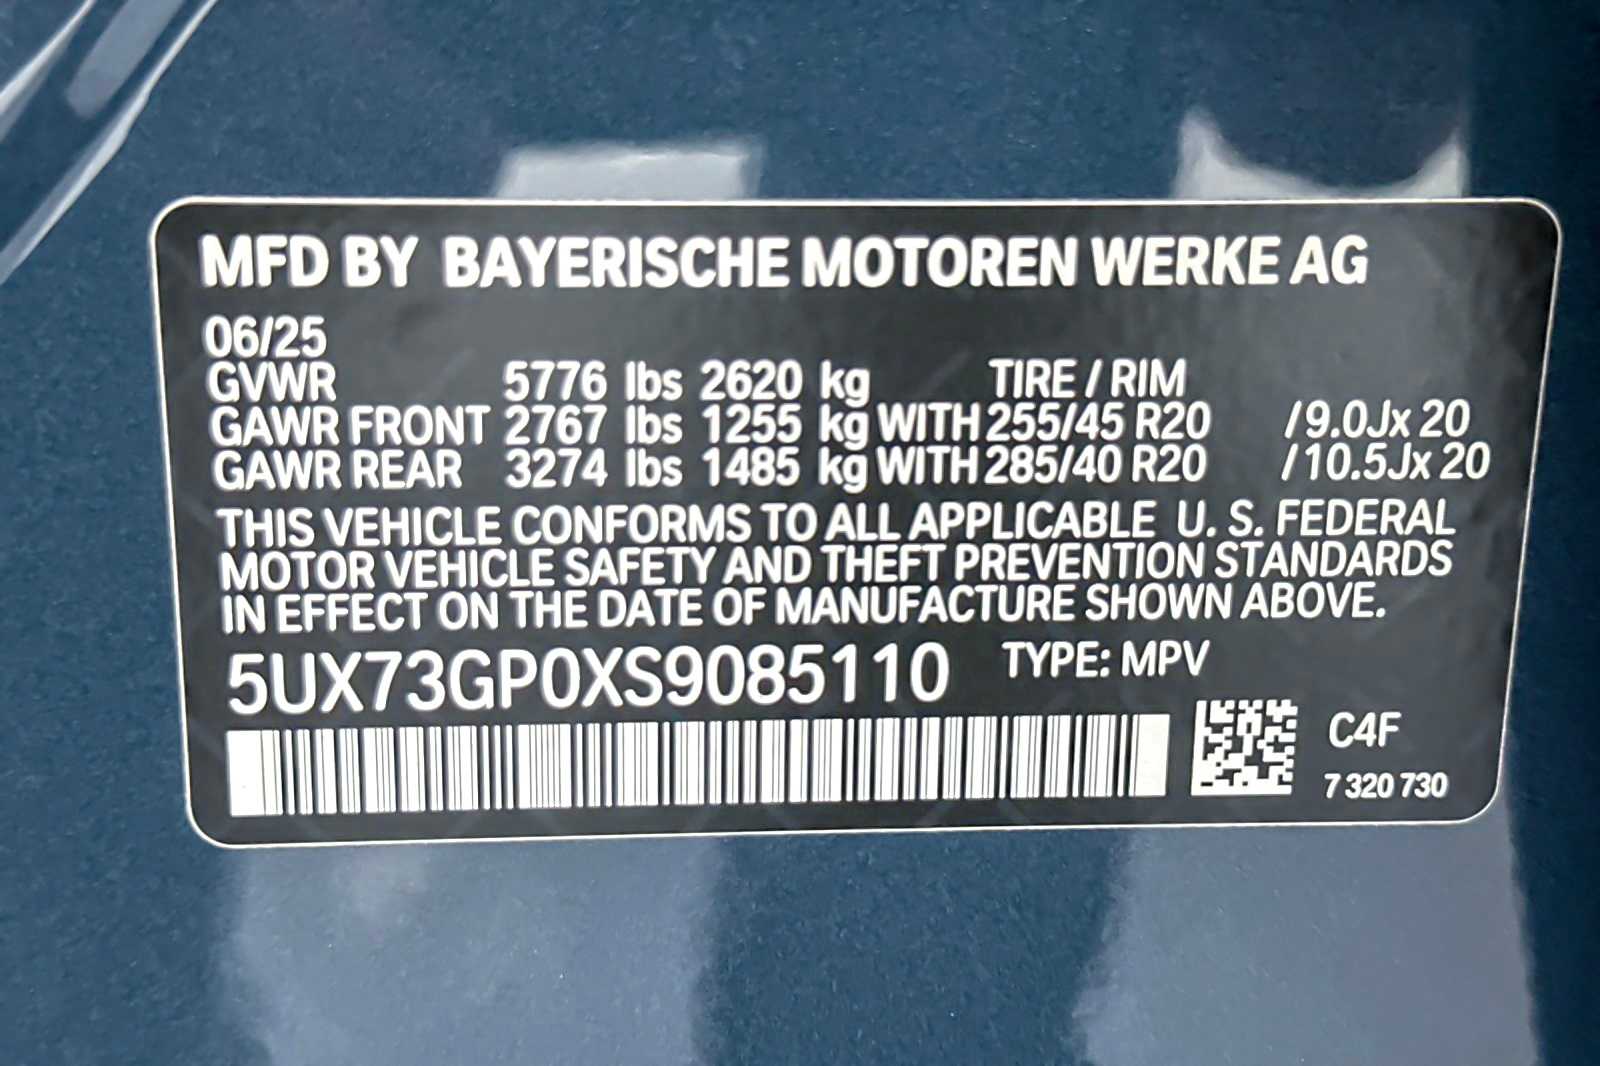 MFD BY BAYERISCHE MOTOREN WERKE AG
06/25
GVWR 5776 lbs 2620 kg TIRE / RIM
GAWR FRONT 2767 lbs 1255 kg WITH 255/45 R20 /9.0Jx 20
GAWR REAR 3274 lbs 1485 kg WITH 285/40 R20 /10.5Jx 20
THIS VEHICLE CONFORMS TO ALL APPLICABLE U. S. FEDERAL
MOTOR VEHICLE SAFETY AND THEFT PREVENTION STANDARDS
IN EFFECT ON THE DATE OF MANUFACTURE SHOWN ABOVE.
5UX73GP0XS9085110 TYPE: MPV
C4F
7 320 730